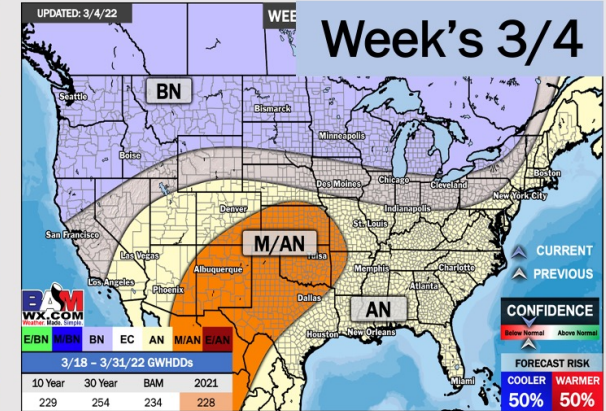 UPDATED: 3/4/22
WEE
Week's 3/4
Seattle
BN
Bismarck
Minneapolis
Boise
Boston
Des Moines
Chicago
Cleveland
New York City
Indianapolis
Denver
St. Louis
San Francisco
M/AN
Las Vegas
Tulsa
CURRENT
Albuquerque
Memphis
Charlotte
PREVIOUS
Los Angeles
Phoenix
Atlanta
Dallas
AN
BAM
WX.COM
Weather. Made. Simple.
CONFIDENCE
Below Normal Above Normal
Houston
New Orleans
E/BN M/BN BN EC AN M/AN E/AN
3/18 – 3/31/22 GWHDDs
FORECAST RISK
Miami
COOLER WARMER
10 Year 30 Year BAM 2021
50% 50%
229 254 234 228